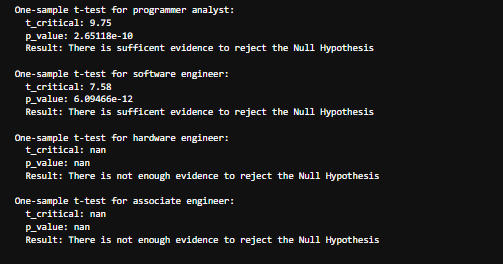 One-sample t-test for programmer analyst:
t_critical: 9.75
p_value: 2.65118e-10
Result: There is sufficent evidence to reject the Null Hypothesis
One-sample t-test for software engineer:
t_critical: 7.58
p_value: 6.09466e-12
Result: There is sufficent evidence to reject the Null Hypothesis
One-sample t-test for hardware engineer:
t_critical: nan
p_value: nan
Result: There is not enough evidence to reject the Null Hypothesis
One-sample t-test for associate engineer:
t_critical: nan
p_value: nan
Result: There is not enough evidence to reject the Null Hypothesis